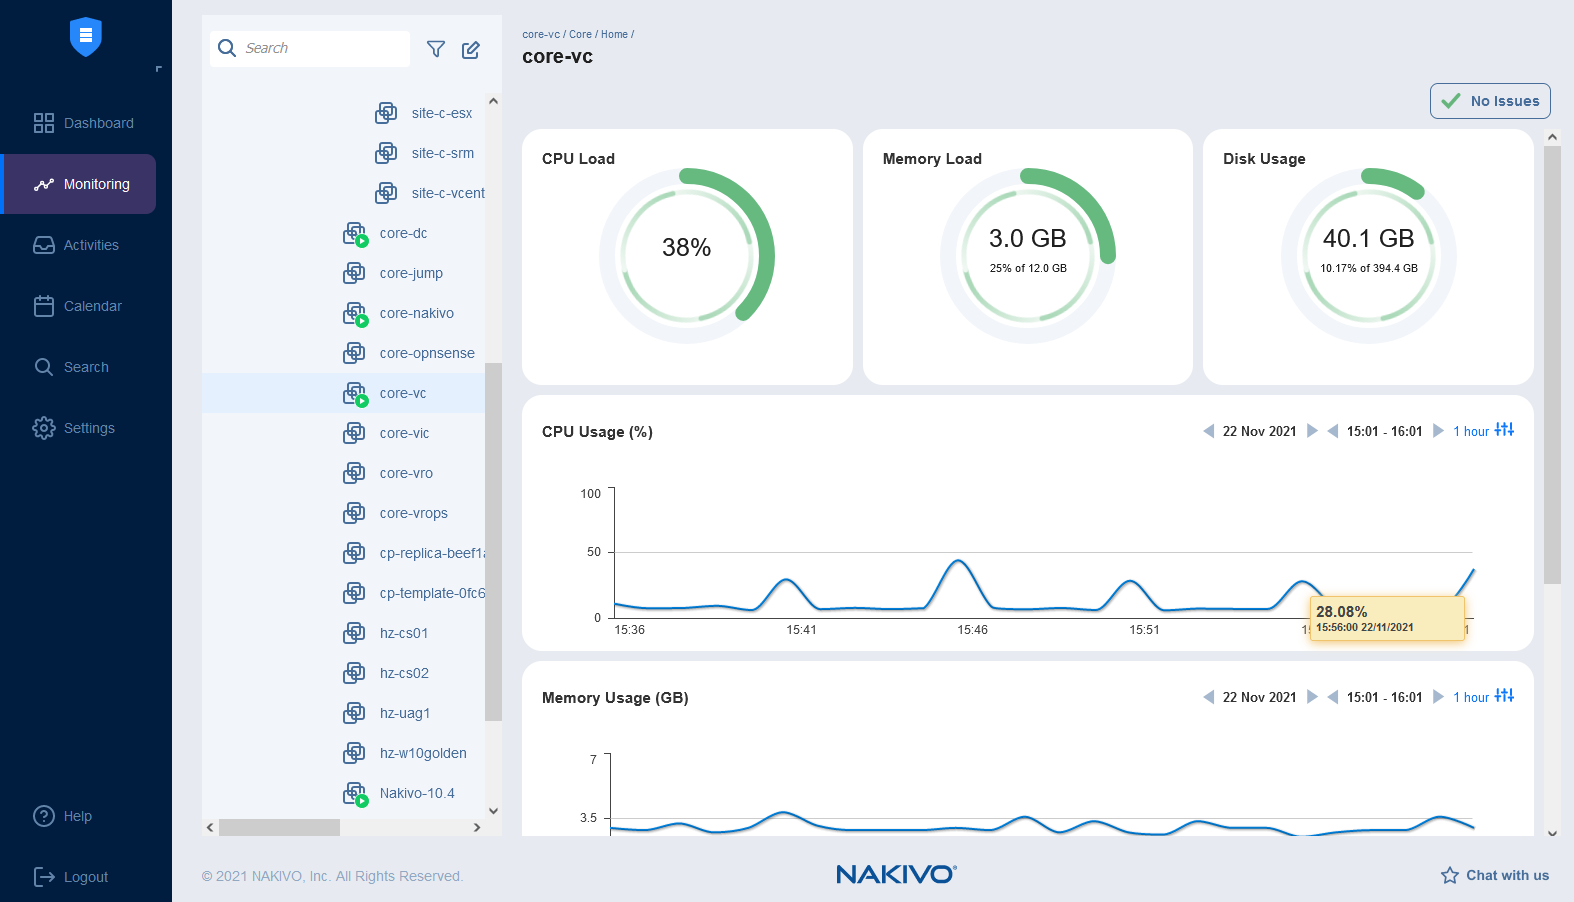 Dashboard
Monitoring
Activities
Calendar
Search
Settings
Help
Logout
Search
site-c-esx
site-c-srm
site-c-vcent
core-dc
core-jump
core-nakivo
core-opnsense
core-vc
core-vic
core-vro
core-vrops
cp-replica-beef1a
cp-template-0fc6
hz-cs01
hz-cs02
hz-uag1
hz-w10golden
Nakivo-10.4
core-vc / Core / Home /
core-vc
No Issues
CPU Load
38%
Memory Load
3.0 GB
25% of 12.0 GB
Disk Usage
40.1 GB
10.17% of 394.4 GB
CPU Usage (%)
22 Nov 2021
15:01 - 16:01
1 hour
100
50
0
15:36
15:41
15:46
15:51
28.08%
15:56:00 22/11/2021
Memory Usage (GB)
22 Nov 2021
15:01 - 16:01
1 hour
7
3.5
© 2021 NAKIVO, Inc. All Rights Reserved.
NAKIVO®
Chat with us